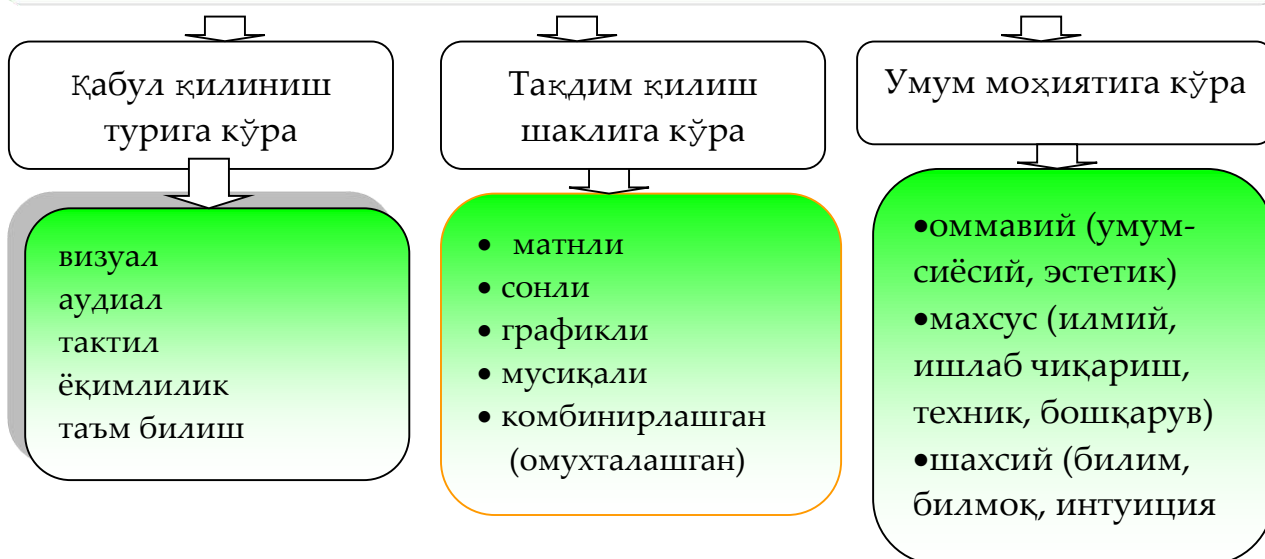 Қабул қилиниш
турига кўра
визуал
аудиал
тактил
ёқимлилик
таъм билиш
Тақдим қилиш
шаклига кўра
• матнли
• сонли
• графикли
• мусиқали
• комбинирлашган
(омухталашган)
Умум моҳиятига кўра
•оммавий (умум-
сиёсий, эстетик)
•махсус (илмий,
ишлаб чиқариш,
техник, бошқарув)
•шахсий (билим,
билмоқ, интуиция